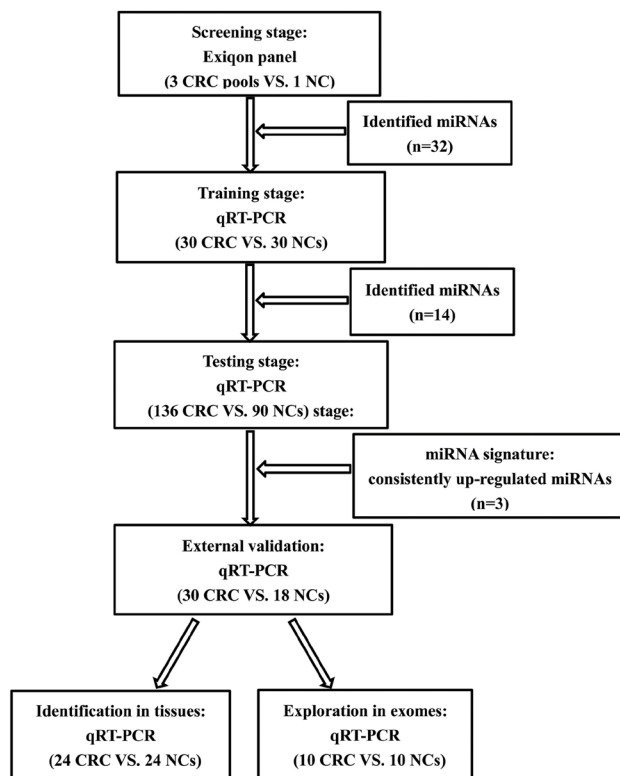 Screening stage:
Exiqon panel
(3 CRC pools VS. 1 NC)
Identified miRNAs
(n=32)
Training stage:
qRT-PCR
(30 CRC VS. 30 NCs)
Identified miRNAs
(n=14)
Testing stage:
qRT-PCR
(136 CRC VS. 90 NCs) stage:
miRNA signature:
consistently up-regulated miRNAs
(n=3)
External validation:
qRT-PCR
(30 CRC VS. 18 NCs)
Identification in tissues:
qRT-PCR
(24 CRC VS. 24 NCs)
Exploration in exomes:
qRT-PCR
(10 CRC VS. 10 NCs)